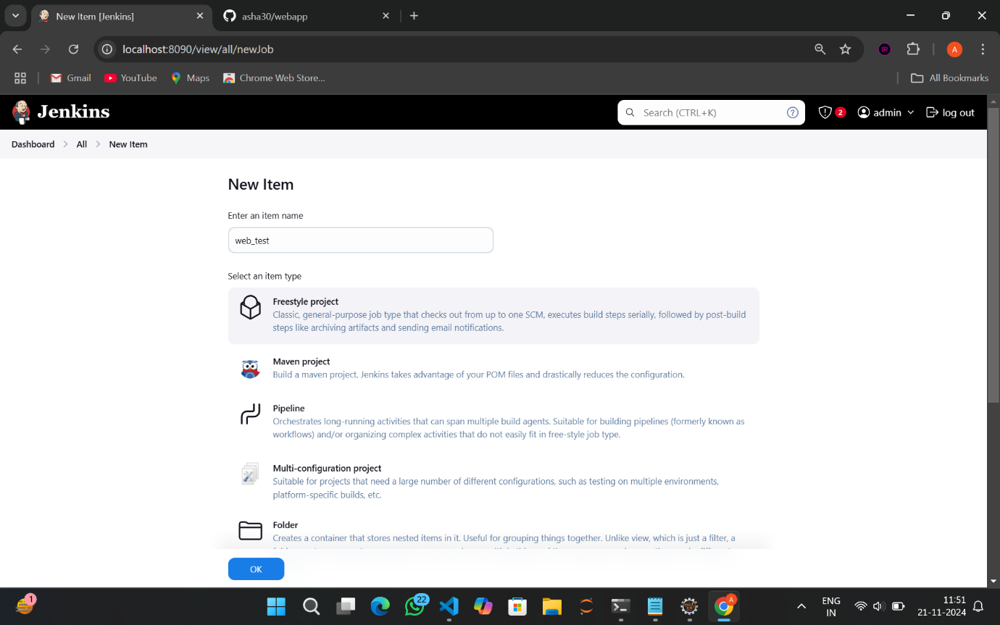 New Item [Jenkins]
asha30/webapp
localhost:8090/view/all/newJob
A
Gmail
YouTube
Maps
Chrome Web Store...
All Bookmarks
Jenkins
Search (CTRL+K)
2
admin
log out
Dashboard
All
New Item
New Item
Enter an item name
web_test
Select an item type
Freestyle project
Classic, general-purpose job type that checks out from up to one SCM, executes build steps serially, followed by post-build
steps like archiving artifacts and sending email notifications.
Maven project
Build a maven project. Jenkins takes advantage of your POM files and drastically reduces the configuration.
Pipeline
Orchestrates long-running activities that can span multiple build agents. Suitable for building pipelines (formerly known as
workflows) and/or organizing complex activities that do not easily fit in free-style job type.
Multi-configuration project
Suitable for projects that need a large number of different configurations, such as testing on multiple environments,
platform-specific builds, etc.
Folder
Creates a container that stores nested items in it. Useful for grouping things together. Unlike view, which is just a filter, a
OK
1
22
A
ENG
IN
11:51
21-11-2024